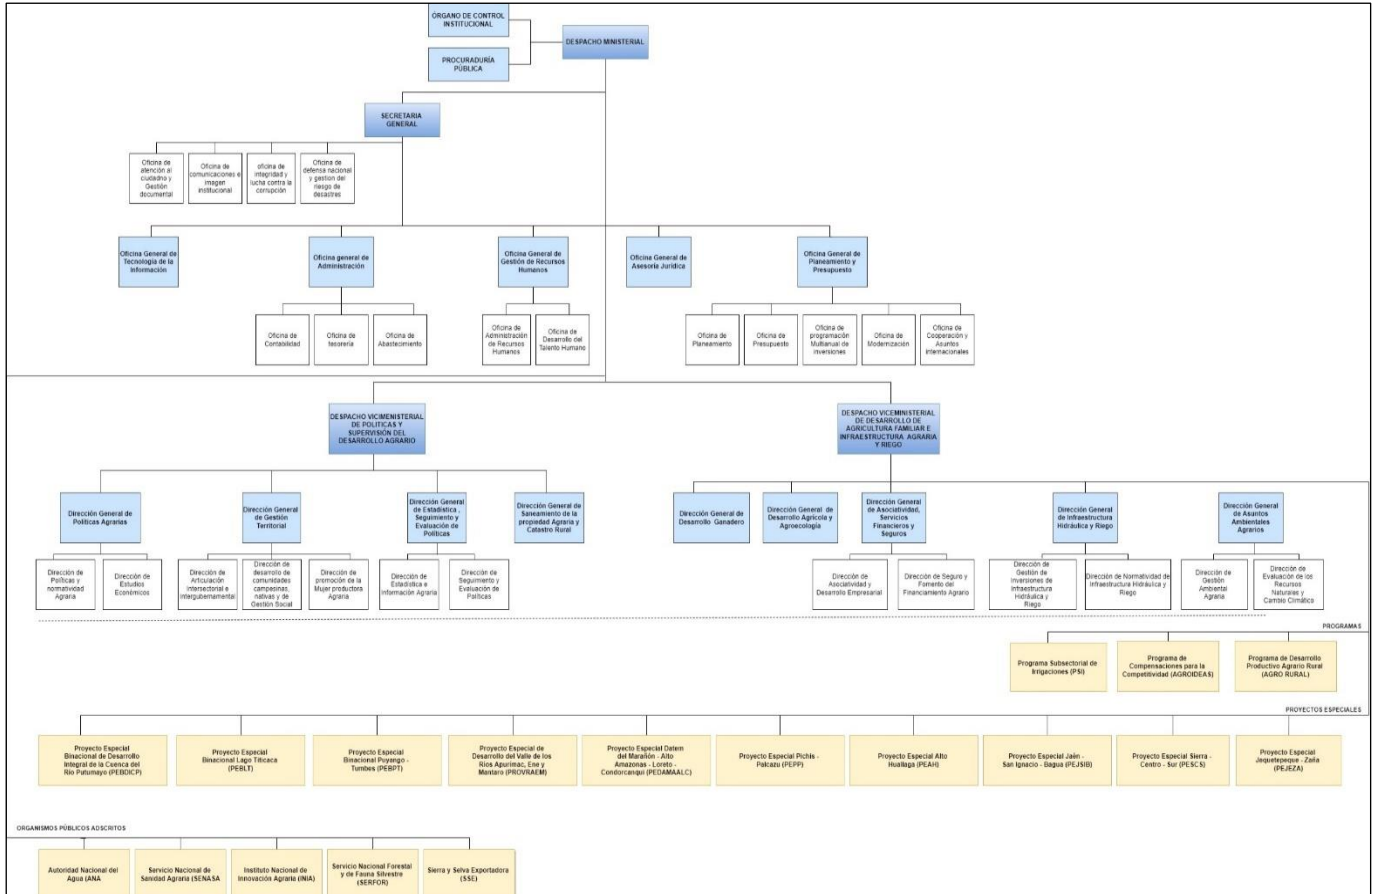 ÓRGANO DE CONTROL
INSTITUCIONAL
DESPACHO MINISTERIAL
PROCURADURÍA
PÚBLICA
SECRETARIA
GENERAL
Oficina de
atención al
ciudadno y
Gestión
documental
Oficina de
comunicaciones e
imagen
institucional
oficina de
integridad y
lucha contra la
corrupción
Oficina de
defensa nacional
y gestion del
riesgo de
desastres
Oficina General de
Tecnología de la
Información
Oficina general de
Administración
Oficina General de
Gestión de Recursos
Humanos
Oficina General de
Asesoría Jurídica
Oficina General de
Planeamiento y
Presupuesto
Oficina de
Contabilidad
Oficina de
tesorería
Oficina de
Abastecimiento
Oficina de
Administración
de Recursos
Humanos
Oficina de
Desarrollo del
Talento Humano
Oficina de
Planeamiento
Oficina de
Presupuesto
Oficina de
programación
Multianual de
inversiones
Oficina de
Modernización
Oficina de
Cooperación y
Asuntos
internacionales
DESPACHO VICIMENISTERIAL
DE POLITICAS Y
SUPERVISIÓN DEL
DESARROLLO AGRARIO
DESPACHO VICEMINISTERIAL
DE DESARROLLO DE
AGRICULTURA FAMILIAR E
INFRAESTRUCTURA AGRARIA
Y RIEGO
Dirección General de
Políticas Agrarias
Dirección General
de Gestión
Territorial
Dirección General
de Estadística ,
Seguimiento y
Evaluación de
Políticas
Dirección General de
Saneamiento de la
propiedad Agraria y
Catastro Rural
Dirección General de
Desarrollo Ganadero
Dirección General de
Desarrollo Agrícola y
Agroecología
Dirección General
de Asociatividad,
Servicios
Financieros y
Seguros
Dirección General
de Infraestructura
Hidráulica y Riego
Dirección General
de Asuntos
Ambientales
Agrarios
Dirección de
Políticas y
normatividad
Agraria
Dirección de
Estudios
Económicos
Dirección de
Articulación
intersectorial e
Intergubernamental
Dirección de
desarrollo de
comunidades
campesinas,
nativas y de
Gestión Social
Dirección de
promoción de la
Mujer productora
Agraria
Dirección de
Estadística e
Información Agraria
Dirección de
Seguimiento y
Evaluación de
Políticas
Dirección de
Asociatividad y
Desarrollo Empresarial
Dirección de Seguro y
Fomento del
Financiamiento Agrario
Dirección de
Gestión de
Inversiones de
Infraestructura
Hidráulica y
Riego
Dirección de Normatividad de
Infraestructura Hidráulica y
Riego
Dirección de
Gestión
Ambiental
Agraria
Dirección de
Evaluación de los
Recursos
Naturales y
Cambio Climático
PROGRAMAS
Programa Subsectorial de
Irrigaciones (PSI)
Programa de
Compensaciones para la
Competitividad (AGROIDEAS)
Programa de Desarrollo
Productivo Agrario Rural
(AGRO RURAL)
PROYECTOS ESPECIALES
Proyecto Especial
Binacional de Desarrollo
Integral de la Cuenca del
Río Putumayo (PEBDICP)
Proyecto Especial
Binacional Lago Titicaca
(PEBLT)
Proyecto Especial
Binacional Puyango -
Tumbes (PEBPT)
Proyecto Especial de
Desarrollo del Valle de los
Ríos Apurimac, Ene y
Mantaro (PROVRAEM)
Proyecto Especial Datem
del Marañón - Alto
Amazonas - Loreto -
Condorcanqui (PEDAMAALC)
Proyecto Especial Pichis -
Palcazu (PEPP)
Proyecto Especial Alto
Huallaga (PEAH)
Proyecto Especial Jaén -
San Ignacio - Bagua (PEJSIB)
Proyecto Especial Sierra -
Centro - Sur (PESCS)
Proyecto Especial
Jequetepeque - Zaña
(PEJEZA)
ORGANISMOS PÚBLICOS ADSCRITOS
Autoridad Nacional del
Agua (ANA
Servicio Nacional de
Sanidad Agraria (SENASA
Instituto Nacional de
Innovación Agraria (INIA)
Servicio Nacional Forestal
y de Fauna Silvestre
(SERFOR)
Sierra y Selva Exportadora
(SSE)